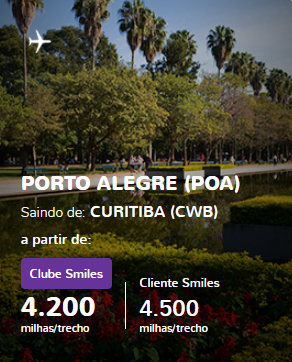 PORTO ALEGRE (POA)
Saindo de: CURITIBA (CWB)
a partir de:
Clube Smiles
4.200
milhas/trecho
Cliente Smiles
4.500
milhas/trecho